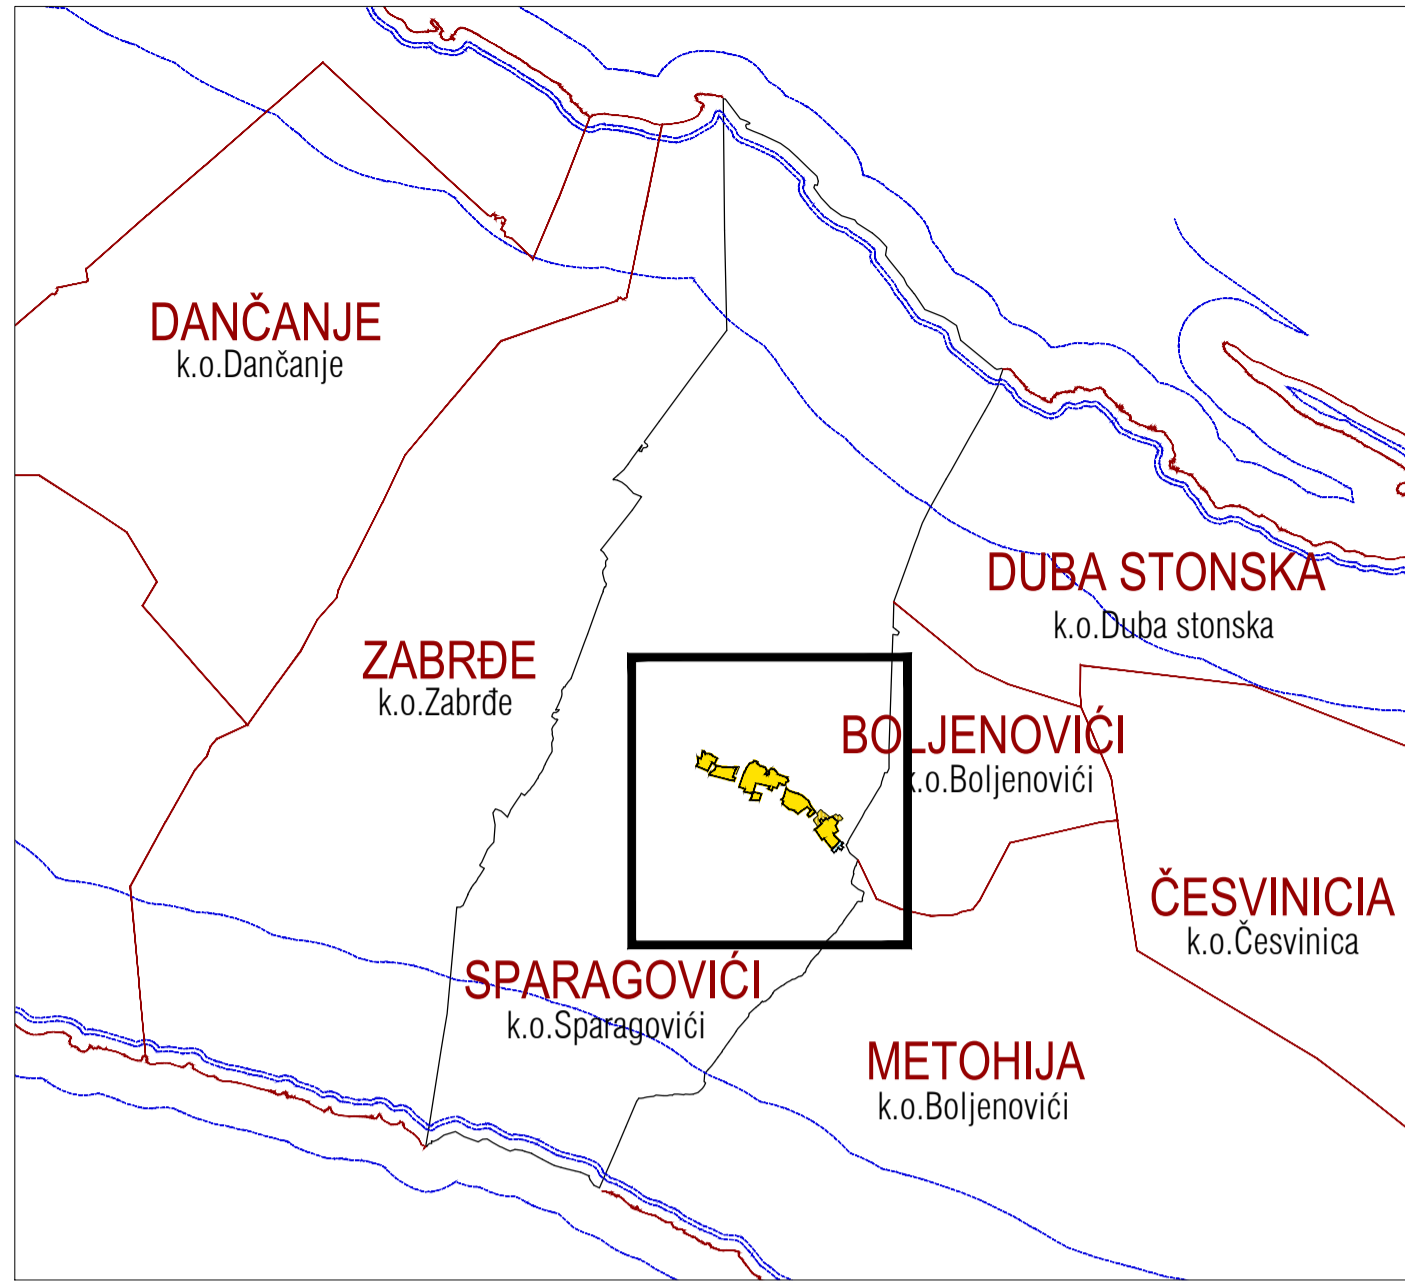 DANČANJE
k.o.Dančanje
DUBA STONSKA
k.o.Duba stonska
ZABRĐE
k.o.Zabrđe
BOLJENOVIĆI
k.o.Boljenovići
ČESVINICIA
k.o.Česvinica
SPARAGOVIĆI
k.o.Sparagovići
METOHIJA
k.o.Boljenovići